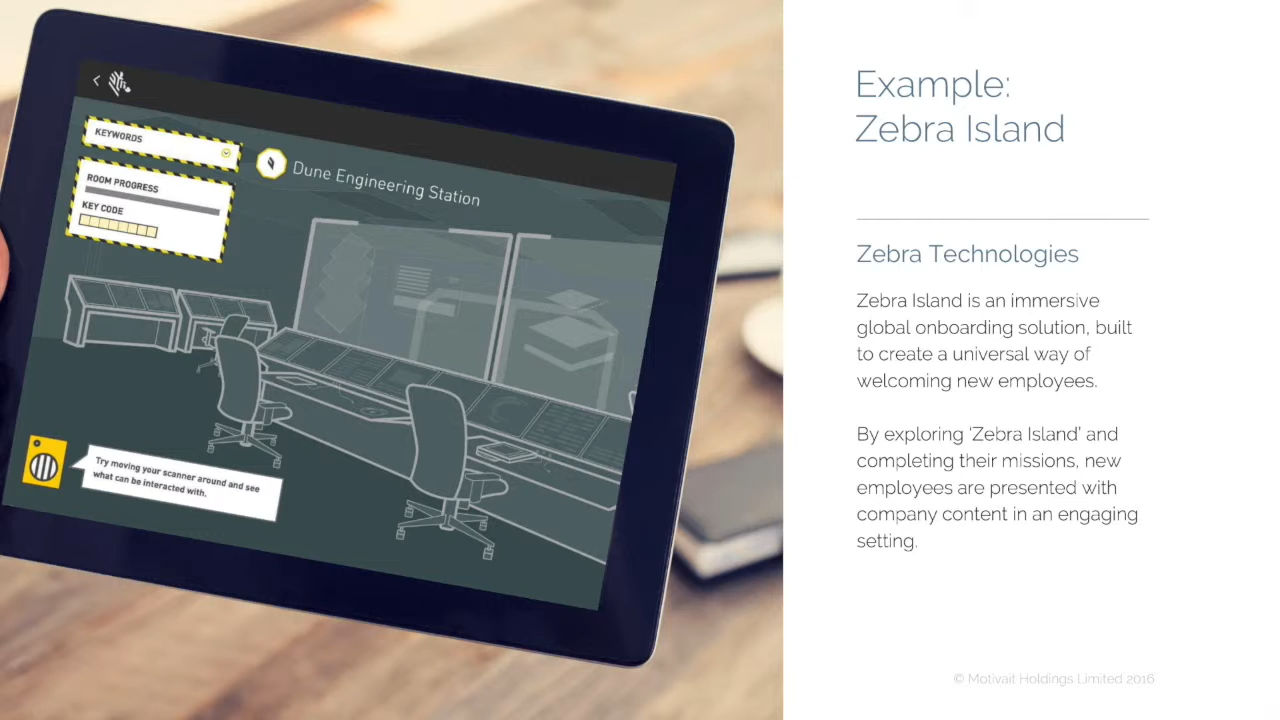 KEYWORDS
ROOM PROGRESS
KEY CODE
Dune Engineering Station
Try moving your scanner around and see
what can be interacted with.
Example:
Zebra Island
Zebra Technologies
Zebra Island is an immersive
global onboarding solution, built
to create a universal way of
welcoming new employees.
By exploring ‘Zebra Island’ and
completing their missions, new
employees are presented with
company content in an engaging
setting.
© Motivait Holdings Limited 2016